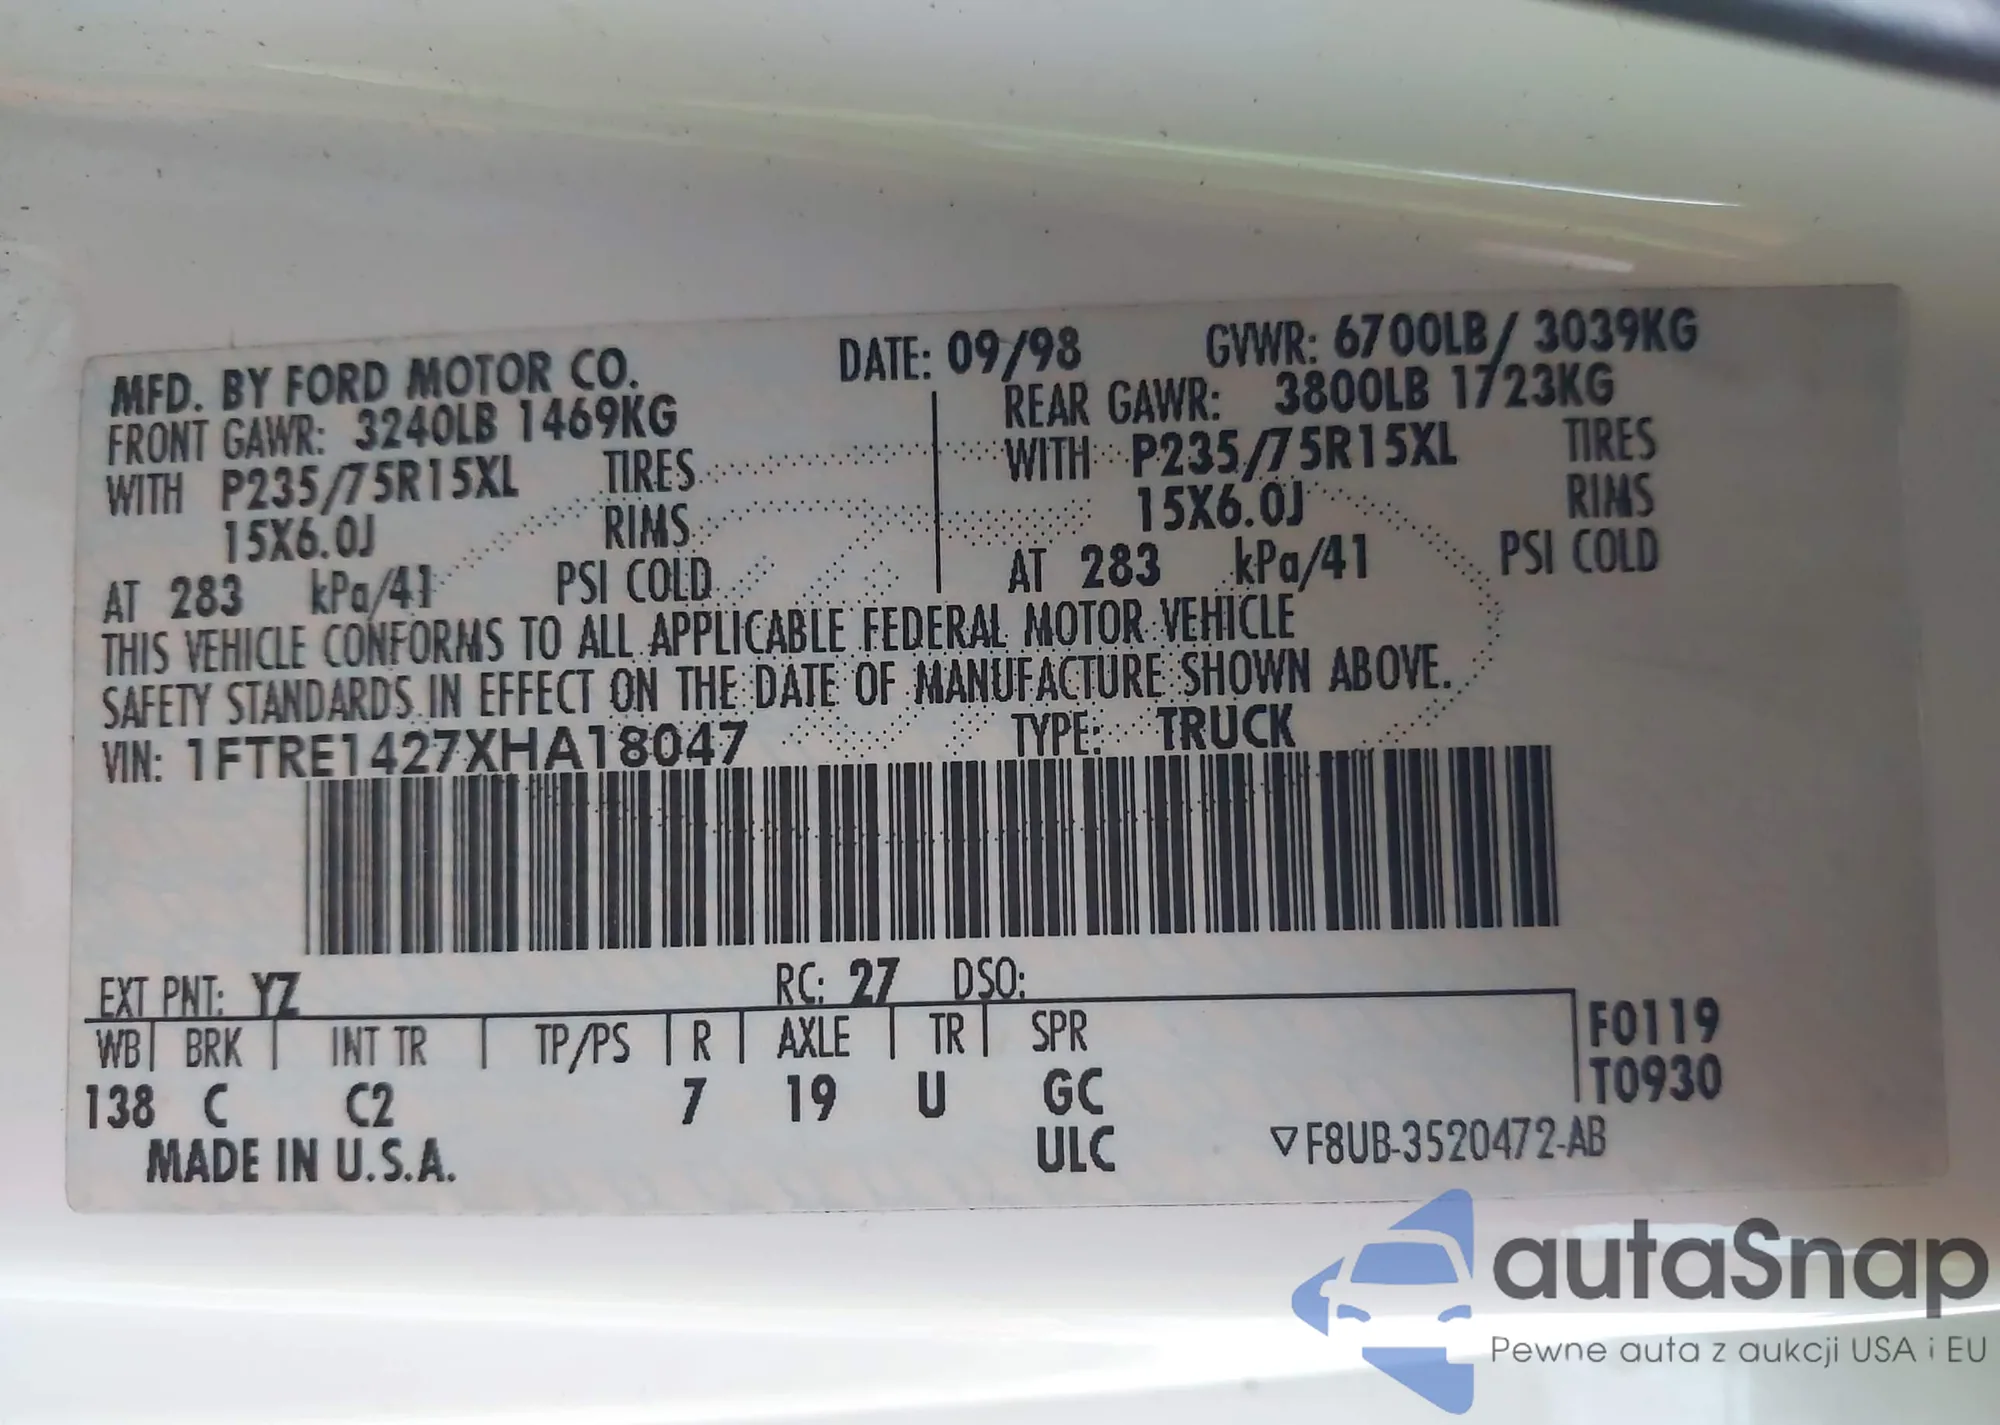 MFD. BY FORD MOTOR CO. DATE: 09/98 GVWR: 6700LB/ 3039KG
FRONT GAWR: 3240LB 1469KG REAR GAWR: 3800LB 1723KG
WITH P235/75R15XL TIRES WITH P235/75R15XL TIRES
15X6.0J RIMS 15X6.0J RIMS
AT 283 kPa/41 PSI COLD AT 283 kPa/41 PSI COLD
THIS VEHICLE CONFORMS TO ALL APPLICABLE FEDERAL MOTOR VEHICLE
SAFETY STANDARDS IN EFFECT ON THE DATE OF MANUFACTURE SHOWN ABOVE.
VIN: 1FTRE1427XHA18047 TYPE: TRUCK
EXT PNT: YZ RC: 27 DSO:
WB BRK INT TR TP/PS R AXLE TR SPR F0119
138 C C2 7 19 U GC T0930
MADE IN U.S.A. ULC ▽F8UB-3520472-AB
autaSnap
Pewne auta z aukcji USA i EU